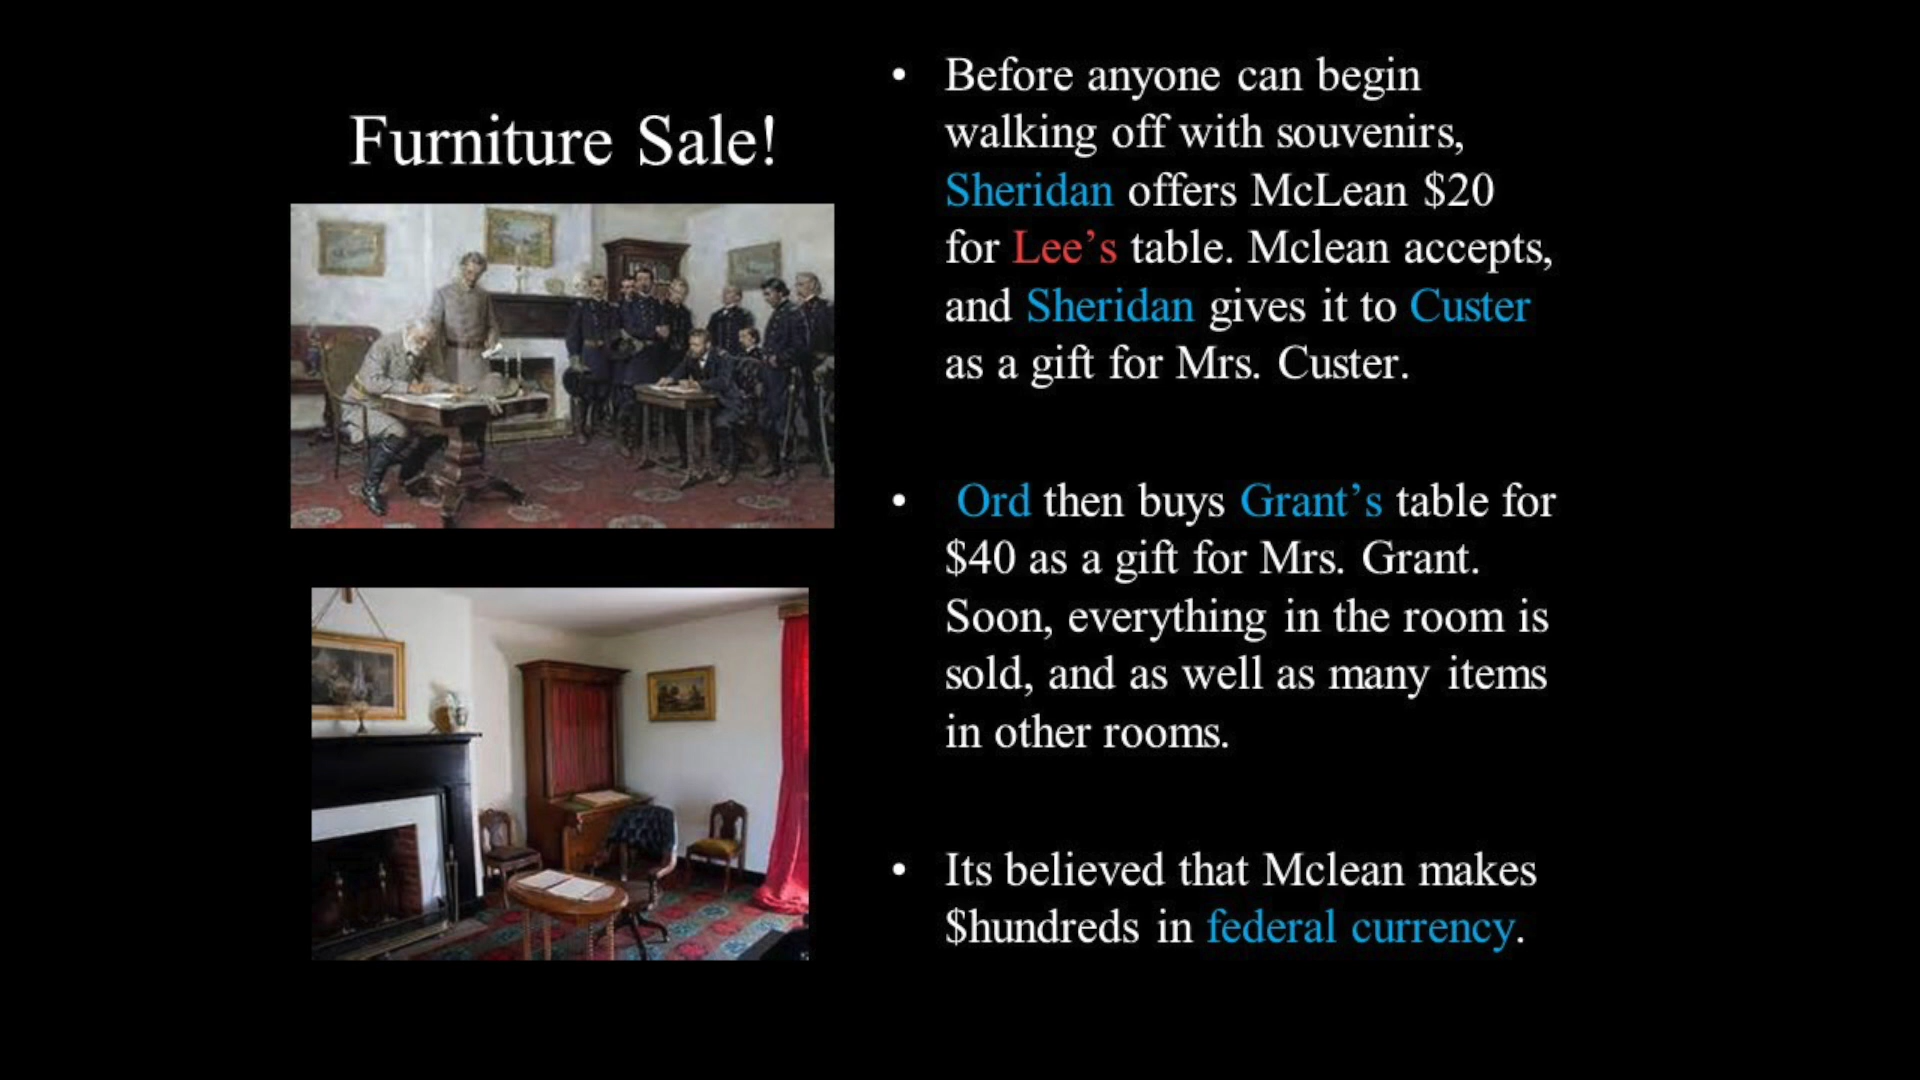 Furniture Sale!
• Before anyone can begin
walking off with souvenirs,
Sheridan offers McLean $20
for Lee’s table. Mclean accepts,
and Sheridan gives it to Custer
as a gift for Mrs. Custer.
• Ord then buys Grant’s table for
$40 as a gift for Mrs. Grant.
Soon, everything in the room is
sold, and as well as many items
in other rooms.
• Its believed that Mclean makes
$hundreds in federal currency.